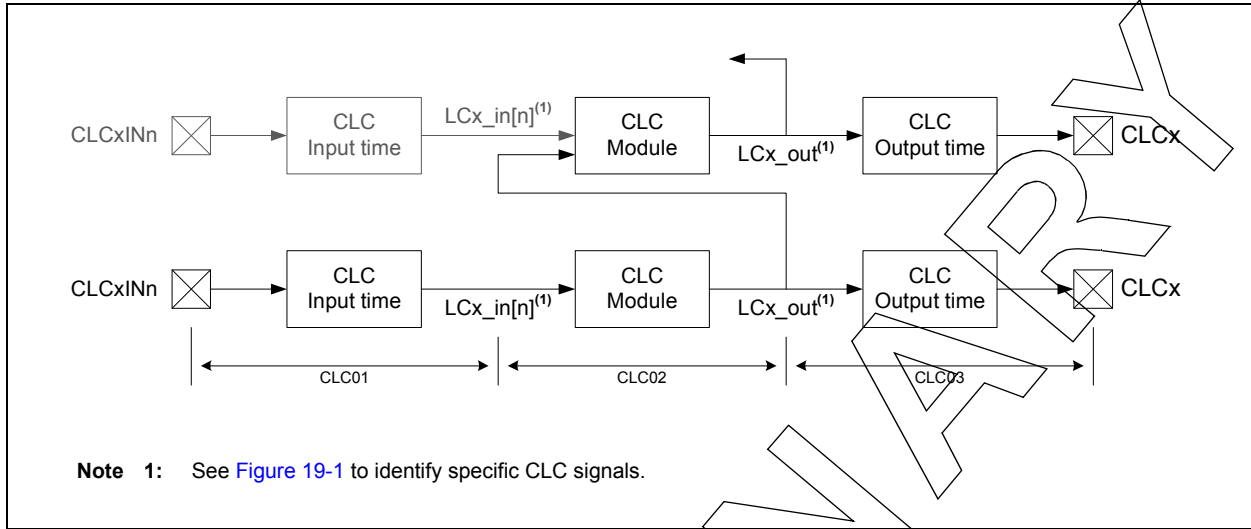 CLCxINn
CLC
Input time
LCx_in[n](1)
CLC
Module
LCx_out(1)
CLC
Output time
CLCx
CLCxINn
CLC
Input time
LCx_in[n](1)
CLC
Module
LCx_out(1)
CLC
Output time
CLCx
CLC01
CLC02
CLC03
Note 1: See Figure 19-1 to identify specific CLC signals.
NARY